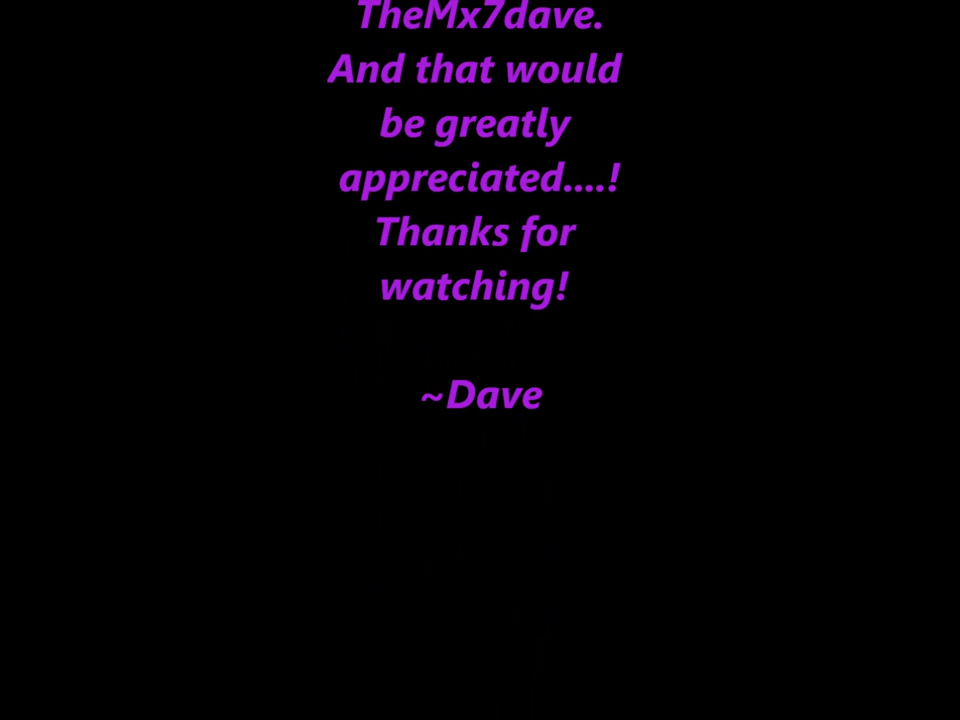 TheMx7dave.
And that would
be greatly
appreciated....!
Thanks for
watching!
~Dave